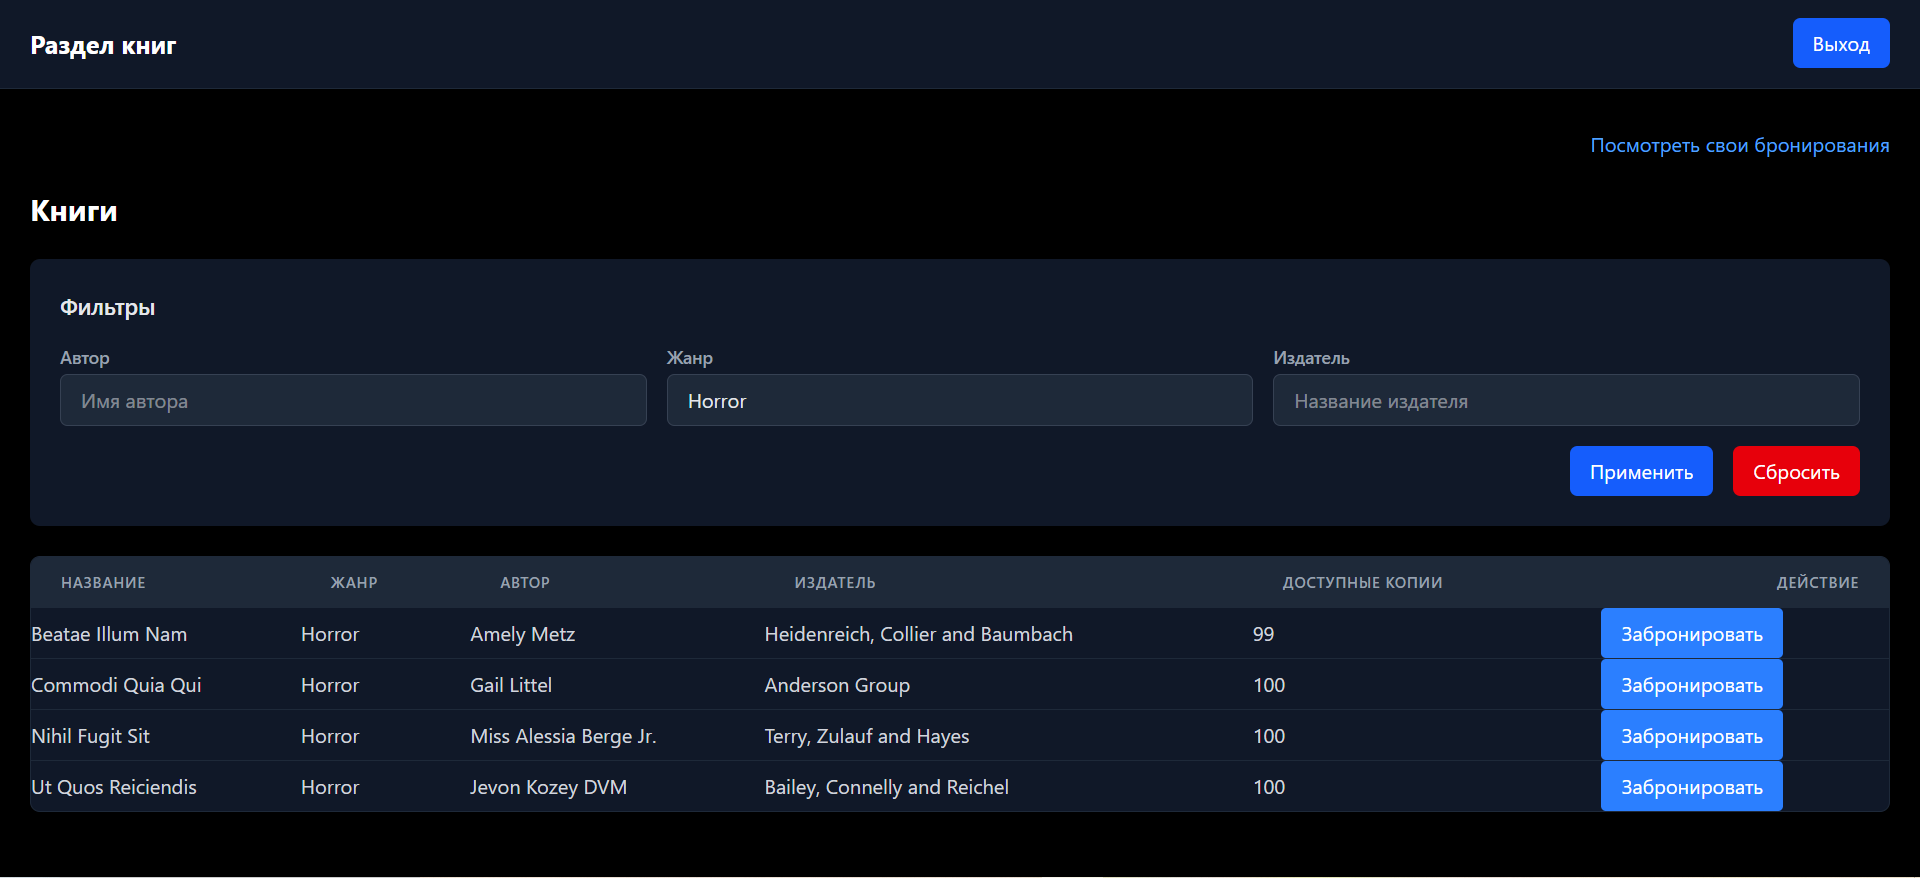 Раздел книг
Выход
Посмотреть свои бронирования
Книги
Фильтры
Автор Жанр Издатель
Имя автора Horror Название издателя
Применить Сбросить
НАЗВАНИЕ ЖАНР АВТОР ИЗДАТЕЛЬ ДОСТУПНЫЕ КОПИИ ДЕЙСТВИЕ
Beatae Illum Nam Horror Amely Metz Heidenreich, Collier and Baumbach 99 Забронировать
Commodi Quia Qui Horror Gail Littel Anderson Group 100 Забронировать
Nihil Fugit Sit Horror Miss Alessia Berge Jr. Terry, Zulauf and Hayes 100 Забронировать
Ut Quos Reiciendis Horror Jevon Kozey DVM Bailey, Connelly and Reichel 100 Забронировать